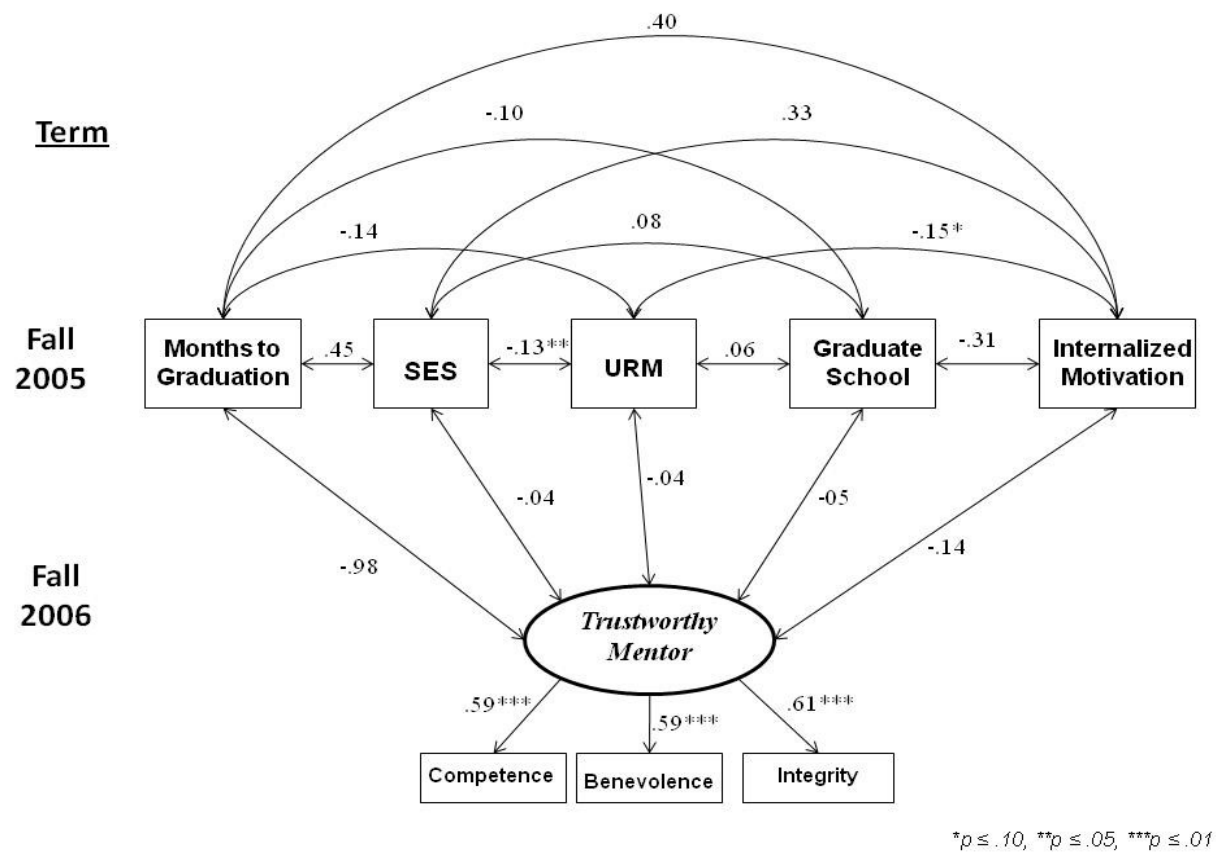 .40
Term
-.10
.33
-.14
.08
-.15*
Fall
2005
Months to
Graduation
.45
SES
-.13**
URM
.06
Graduate
School
-.31
Internalized
Motivation
-.04
-.04
-05
-.14
-.98
Fall
2006
Trustworthy
Mentor
.59***
.59***
.61***
Competence
Benevolence
Integrity
*p ≤ .10, **p ≤ .05, ***p ≤ .01